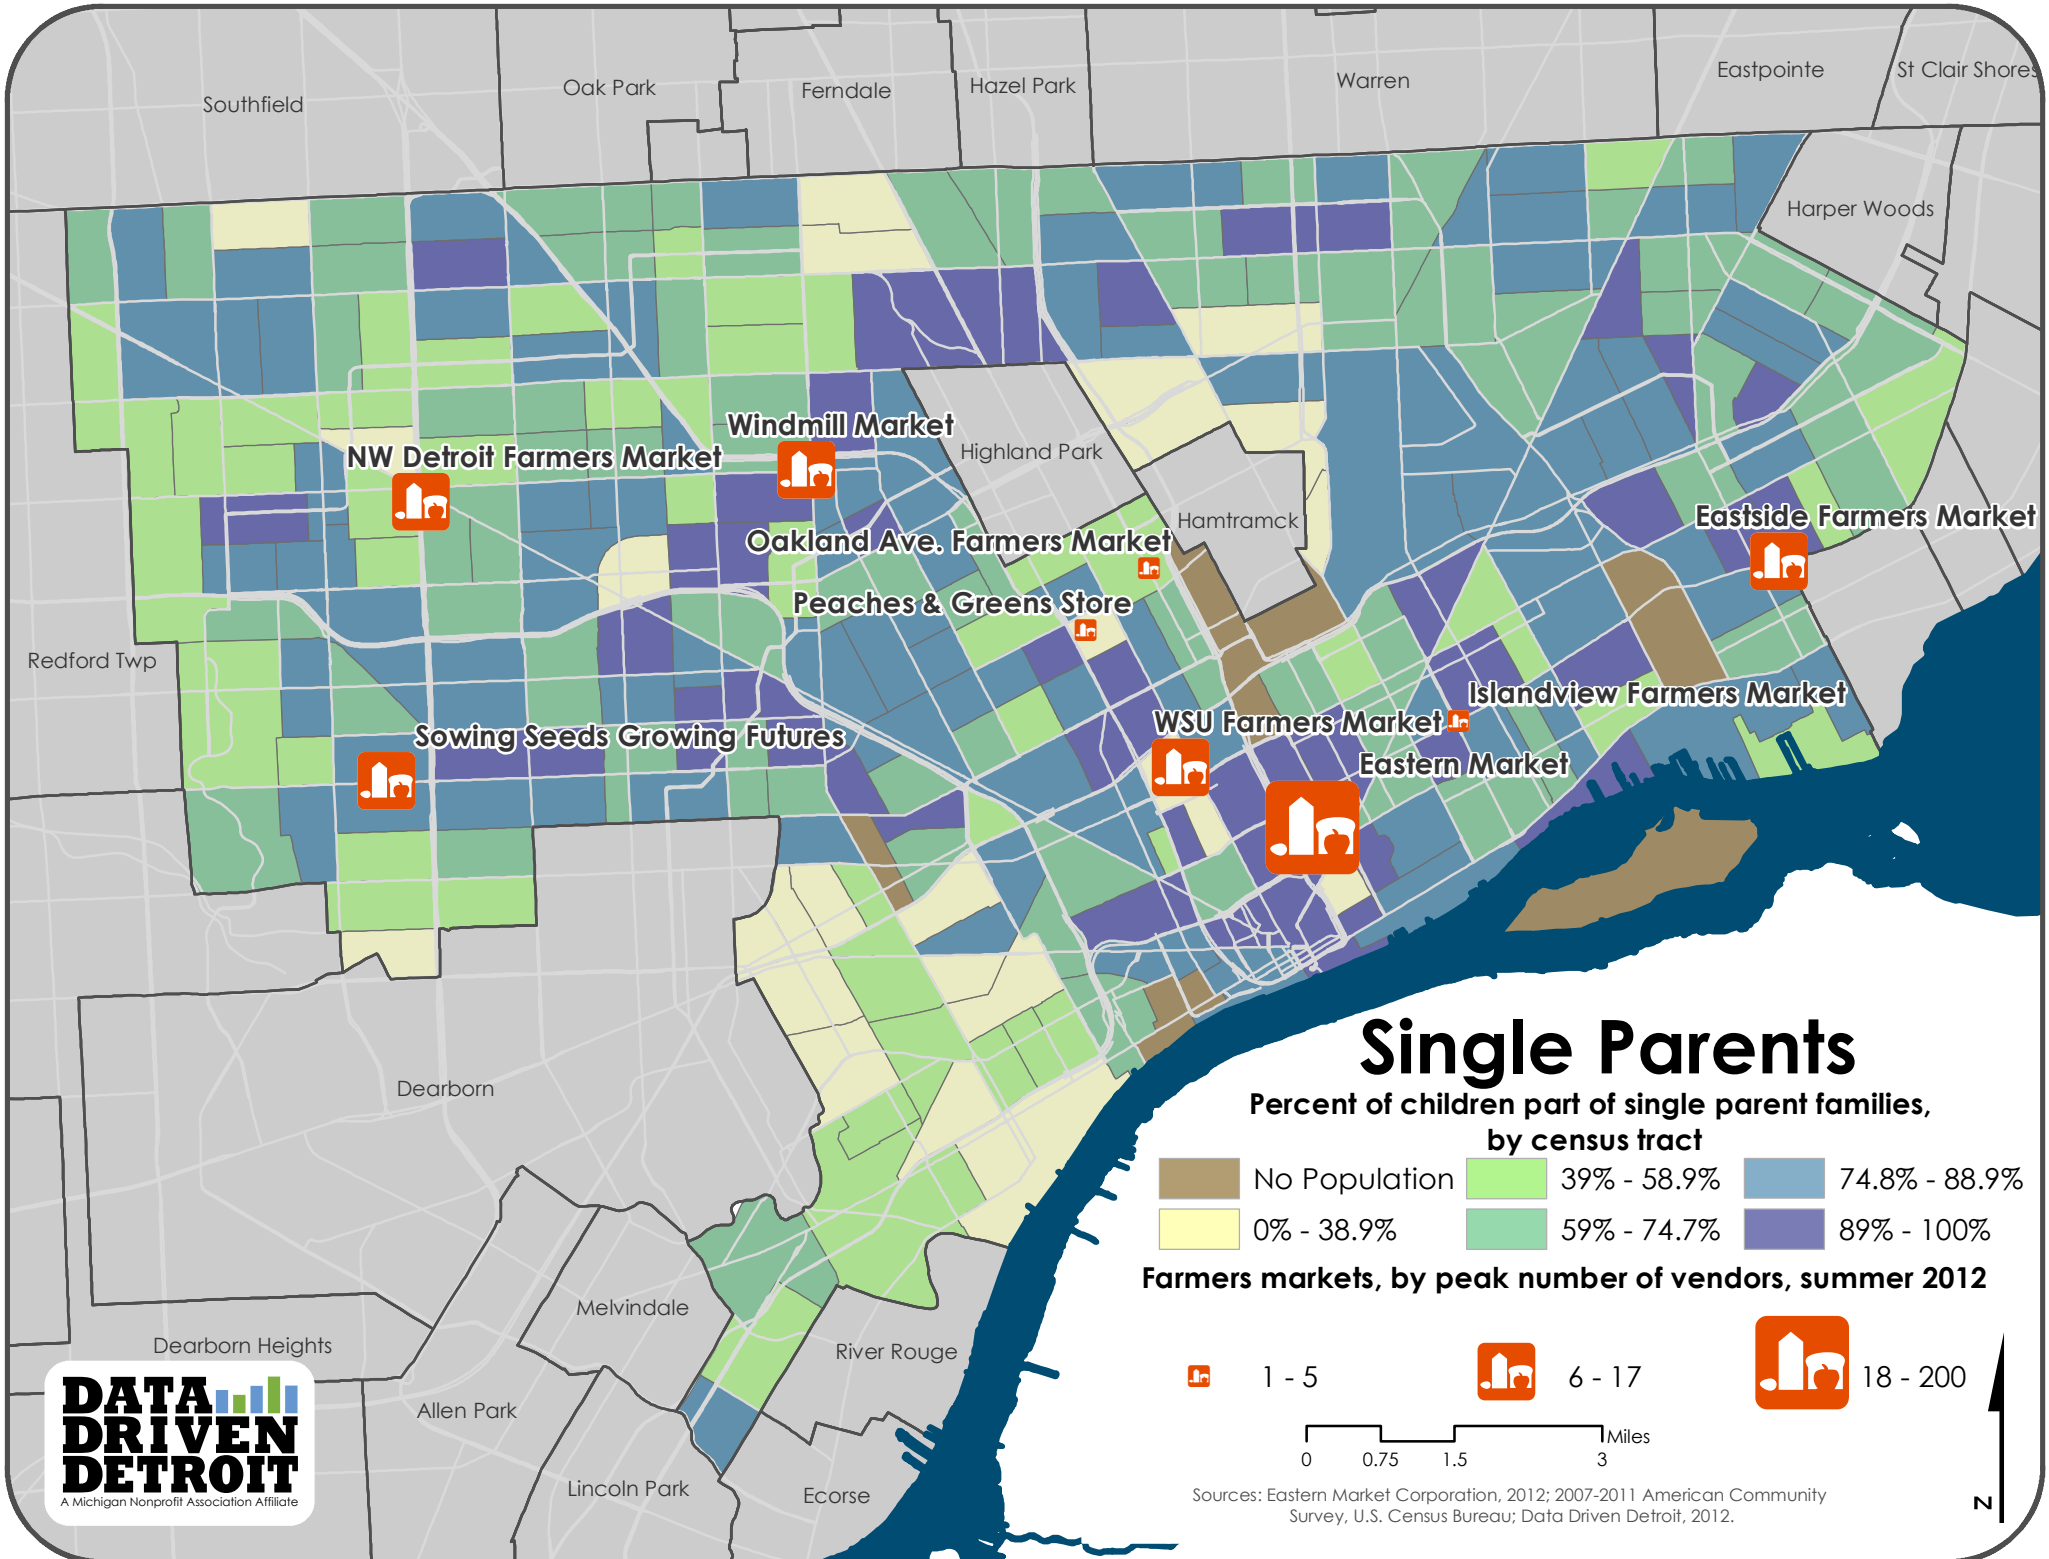 Southfield
Oak Park
Ferndale
Hazel Park
Warren
Eastpointe
St Clair Shores
Harper Woods
Windmill Market
NW Detroit Farmers Market
Highland Park
Hamtramck
Eastside Farmers Market
Oakland Ave. Farmers Market
Peaches & Greens Store
Redford Twp
Islandview Farmers Market
WSU Farmers Market
Sowing Seeds Growing Futures
Eastern Market
Dearborn
Melvindale
Dearborn Heights
River Rouge
Allen Park
Lincoln Park
Ecorse
Single Parents
Percent of children part of single parent families,
by census tract
No Population
39% - 58.9%
74.8% - 88.9%
0% - 38.9%
59% - 74.7%
89% - 100%
Farmers markets, by peak number of vendors, summer 2012
1 - 5
6 - 17
18 - 200
Miles
0 0.75 1.5 3
N
Sources: Eastern Market Corporation, 2012; 2007-2011 American Community
Survey, U.S. Census Bureau; Data Driven Detroit, 2012.
DATA
DRIVEN
DETROIT
A Michigan Nonprofit Association Affiliate